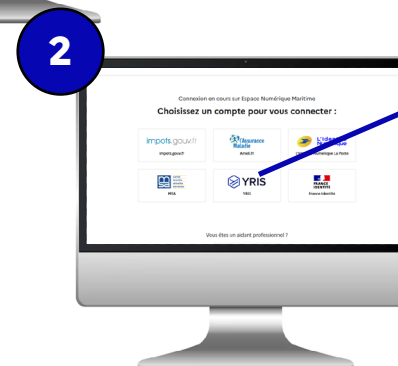 2
Connexion en cours sur Espace Numérique Maritime
Choisissez un compte pour vous connecter :
impots.gouv.fr
l'Assurance
Maladie
L'Identité
Numérique
impots.gouv.fr
Ameli.fr
Numérique La Poste
MSA
YRIS
YRIS
FRANCE
IDENTITÉ
France Identité
Vous êtes un aidant professionnel ?